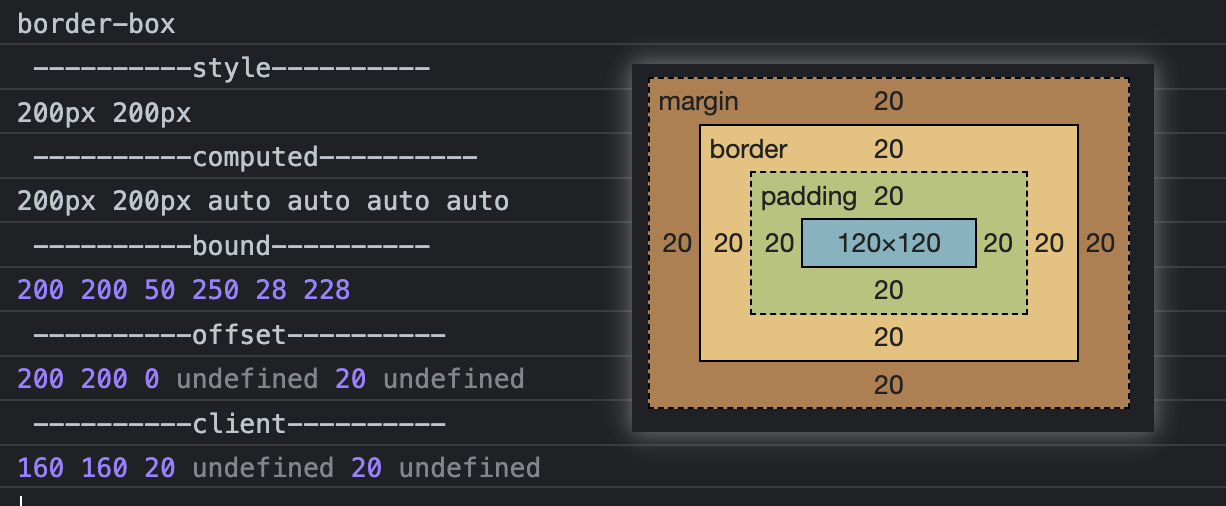 border-box
----------style----------
200px 200px
----------computed----------
200px 200px auto auto auto auto
----------bound----------
200 200 50 250 28 228
----------offset----------
200 200 0 undefined 20 undefined
----------client----------
160 160 20 undefined 20 undefined
margin 20
border 20
padding 20
20 20 20 120×120 20 20 20
20
20
20